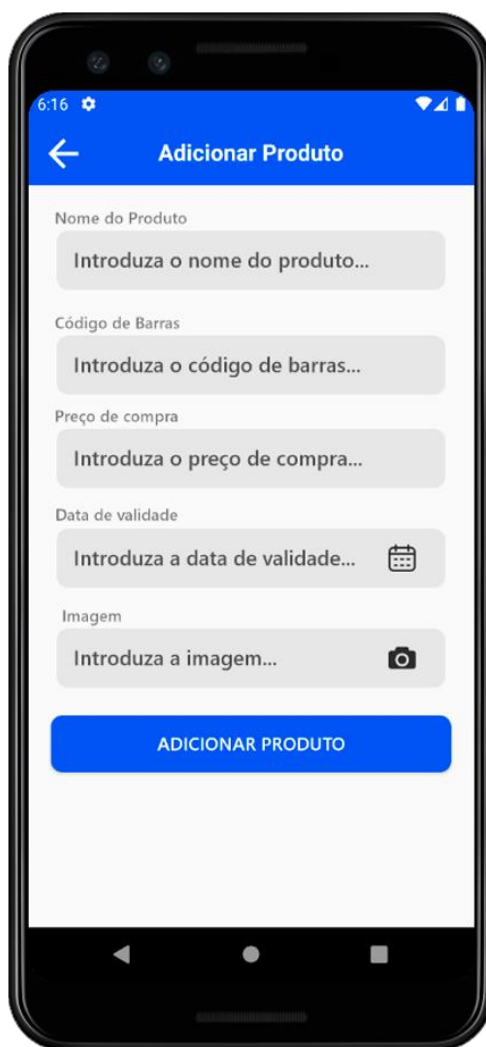 6:16
Adicionar Produto
Nome do Produto
Introduza o nome do produto...
Código de Barras
Introduza o código de barras...
Preço de compra
Introduza o preço de compra...
Data de validade
Introduza a data de validade...
Imagem
Introduza a imagem...
ADICIONAR PRODUTO